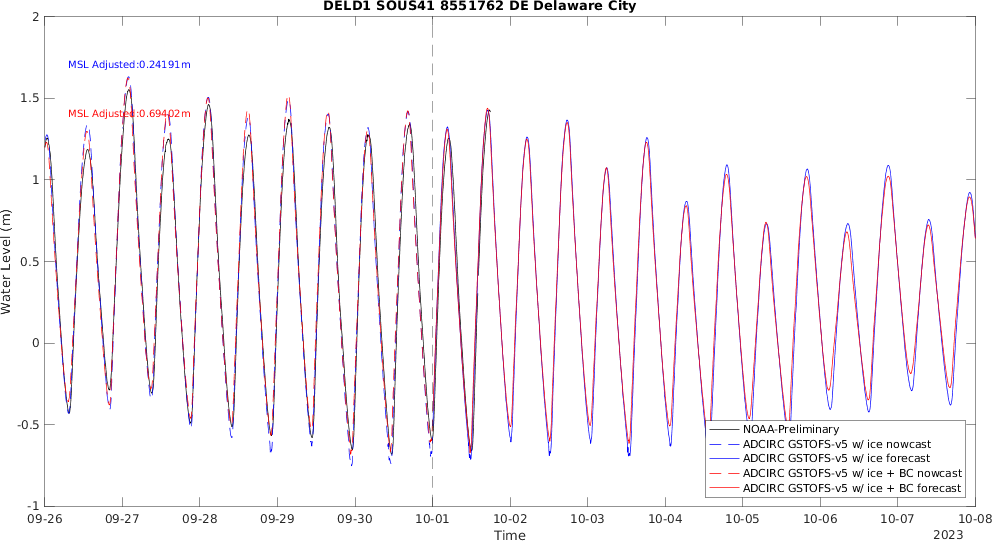 DELD1 SOUS41 8551762 DE Delaware City
2
1.5
1
0.5
0
-0.5
-1
Water Level (m)
MSL Adjusted:0.24191m
MSL Adjusted:0.69402m
NOAA-Preliminary
ADCIRC GSTOFS-v5 w/ ice nowcast
ADCIRC GSTOFS-v5 w/ ice forecast
ADCIRC GSTOFS-v5 w/ ice + BC nowcast
ADCIRC GSTOFS-v5 w/ ice + BC forecast
09-26 09-27 09-28 09-29 09-30 10-01 10-02 10-03 10-04 10-05 10-06 10-07 10-08
Time
2023